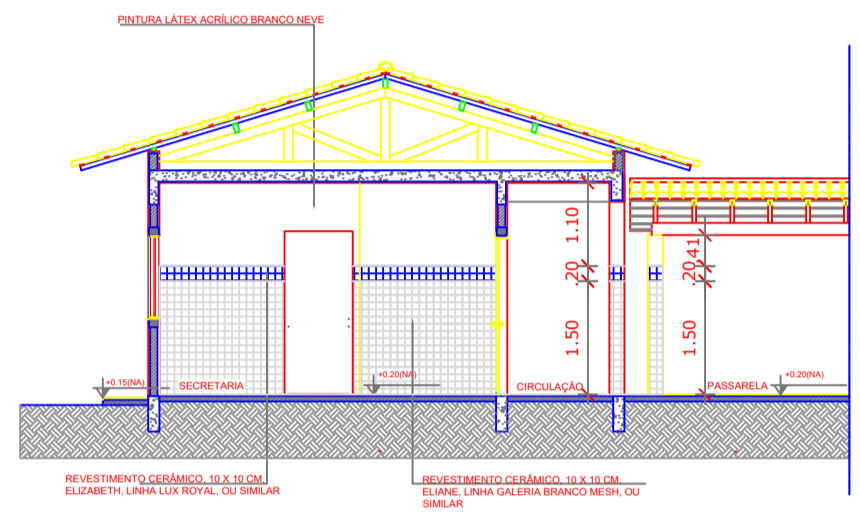 PINTURA LÁTEX ACRÍLICO BRANCO NEVE
1.10
.20
1.50
.41
.20
1.50
+0.15(NA)
SECRETARIA
+0.20(NA)
CIRCULAÇÃO
PASSARELA
+0.20(NA)
REVESTIMENTO CERÂMICO, 10 X 10 CM,
ELIZABETH, LINHA LUX ROYAL, OU SIMILAR
REVESTIMENTO CERÂMICO, 10 X 10 CM,
ELIANE, LINHA GALERIA BRANCO MESH, OU
SIMILAR